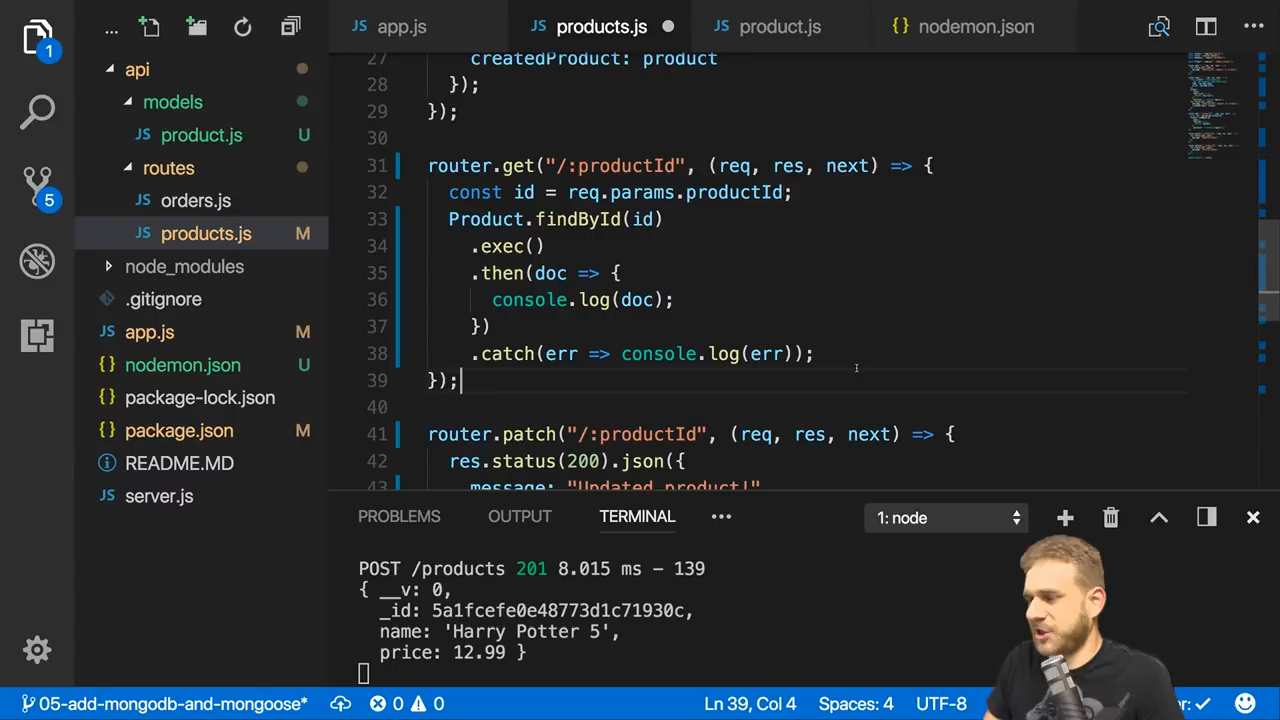 ... JS app.js JS products.js JS product.js {} nodemon.json ...
1
api
models
JS product.js U
routes
JS orders.js
JS products.js M
node_modules
.gitignore
JS app.js M
{} nodemon.json U
{} package-lock.json
{} package.json M
README.MD
JS server.js
5
27 createdProduct: product
28 });
29 });
30
31 router.get("/:productId", (req, res, next) => {
32 const id = req.params.productId;
33 Product.findById(id)
34 .exec()
35 .then(doc => {
36 console.log(doc);
37 })
38 .catch(err => console.log(err));
39 });
40
41 router.patch("/:productId", (req, res, next) => {
42 res.status(200).json({
43 message: "Updated product!"
PROBLEMS OUTPUT TERMINAL ... 1: node
POST /products 201 8.015 ms - 139
{ __v: 0,
_id: 5a1fcefe0e48773d1c71930c,
name: 'Harry Potter 5',
price: 12.99 }
05-add-mongodb-and-mongoose* 0 0 Ln 39, Col 4 Spaces: 4 UTF-8